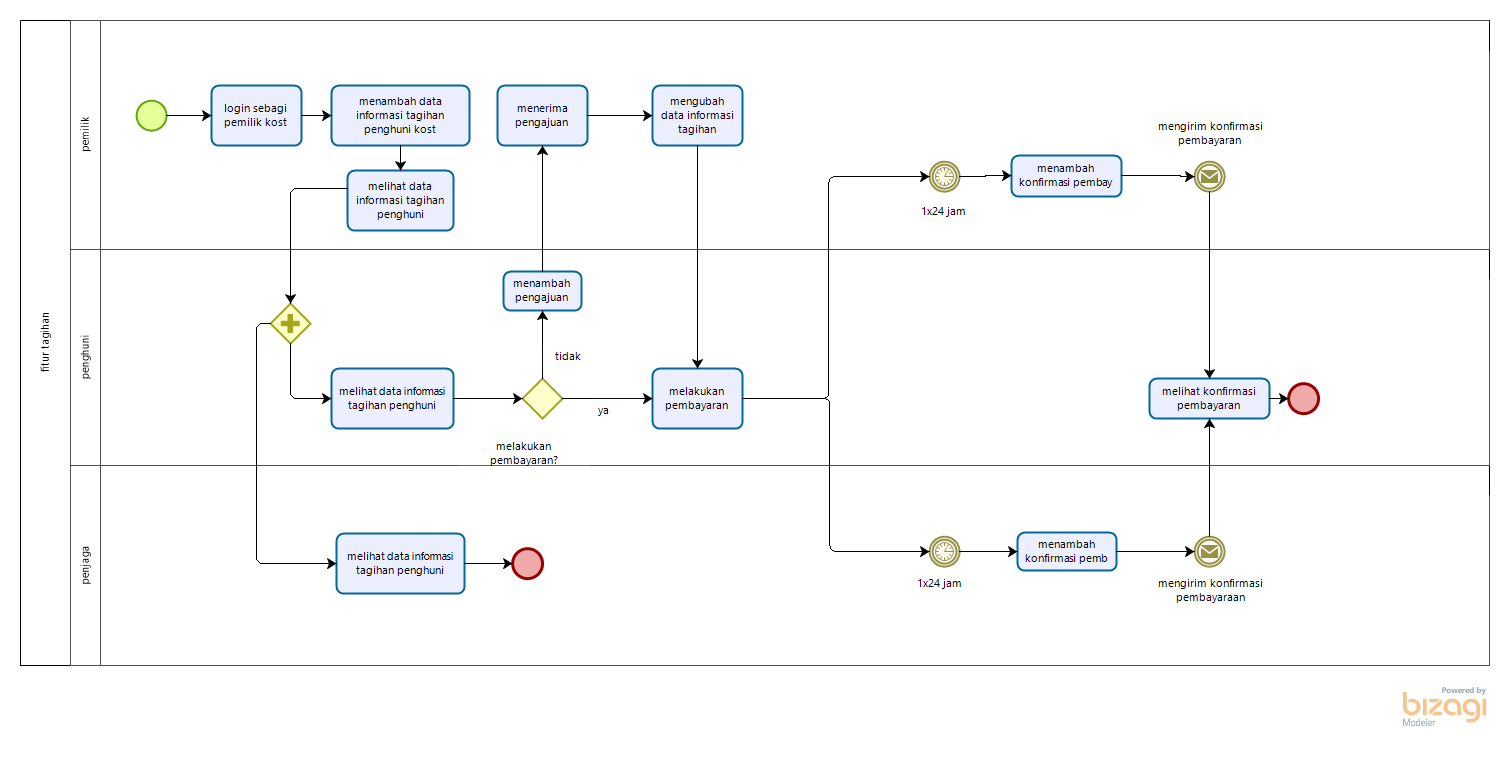 fitur tagihan
pemilik
login sebagi
pemilik kost
menambah data
informasi tagihan
penghuni kost
menerima
pengajuan
mengubah
data informasi
tagihan
melihat data
informasi tagihan
penghuni
1x24 jam
menambah
konfirmasi pembay
mengirim konfirmasi
pembayaran
penghuni
menambah
pengajuan
tidak
melihat data informasi
tagihan penghuni
melakukan
pembayaran?
ya
melakukan
pembayaran
melihat konfirmasi
pembayaran
penjaga
melihat data informasi
tagihan penghuni
1x24 jam
menambah
konfirmasi pemb
mengirim konfirmasi
pembayaraan
Powered by
bizagi
Modeler